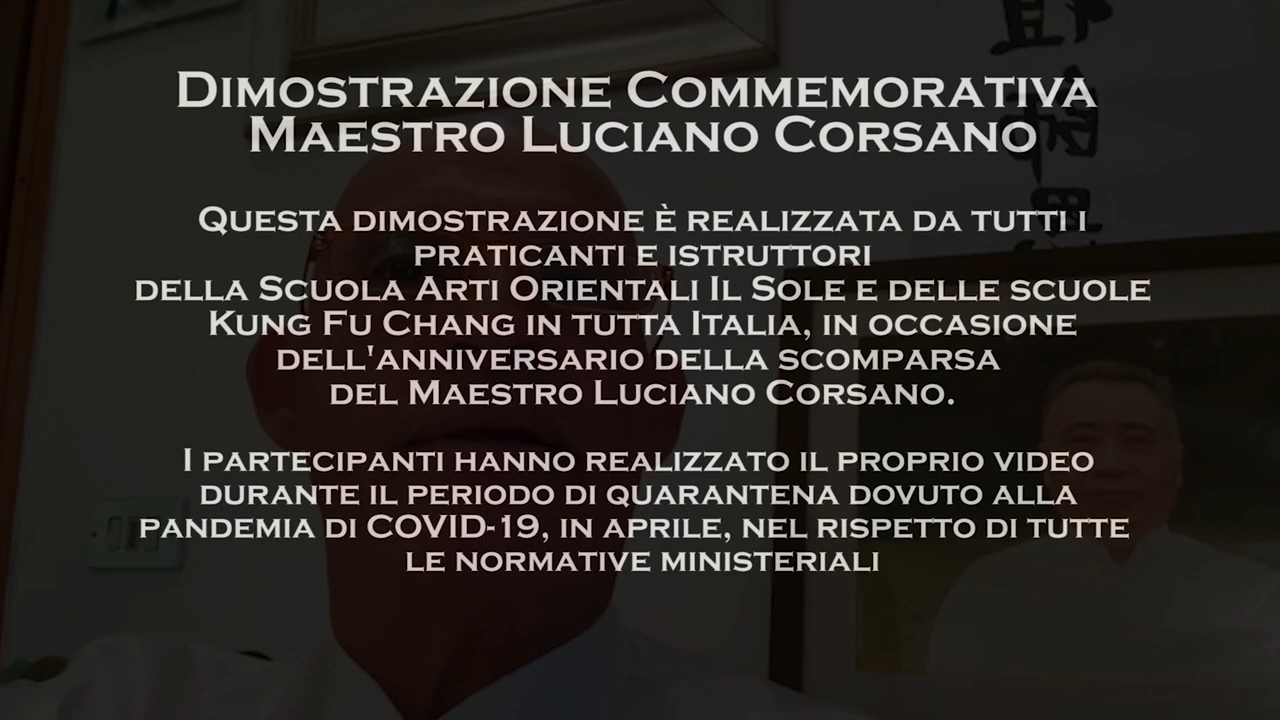 Dimostrazione Commemorativa
Maestro Luciano Corsano
Questa dimostrazione è realizzata da tutti i
praticanti e istruttori
della Scuola Arti Orientali Il Sole e delle scuole
Kung Fu Chang in tutta Italia, in occasione
dell'anniversario della scomparsa
del Maestro Luciano Corsano.
I partecipanti hanno realizzato il proprio video
durante il periodo di quarantena dovuto alla
pandemia di COVID-19, in aprile, nel rispetto di tutte
le normative ministeriali